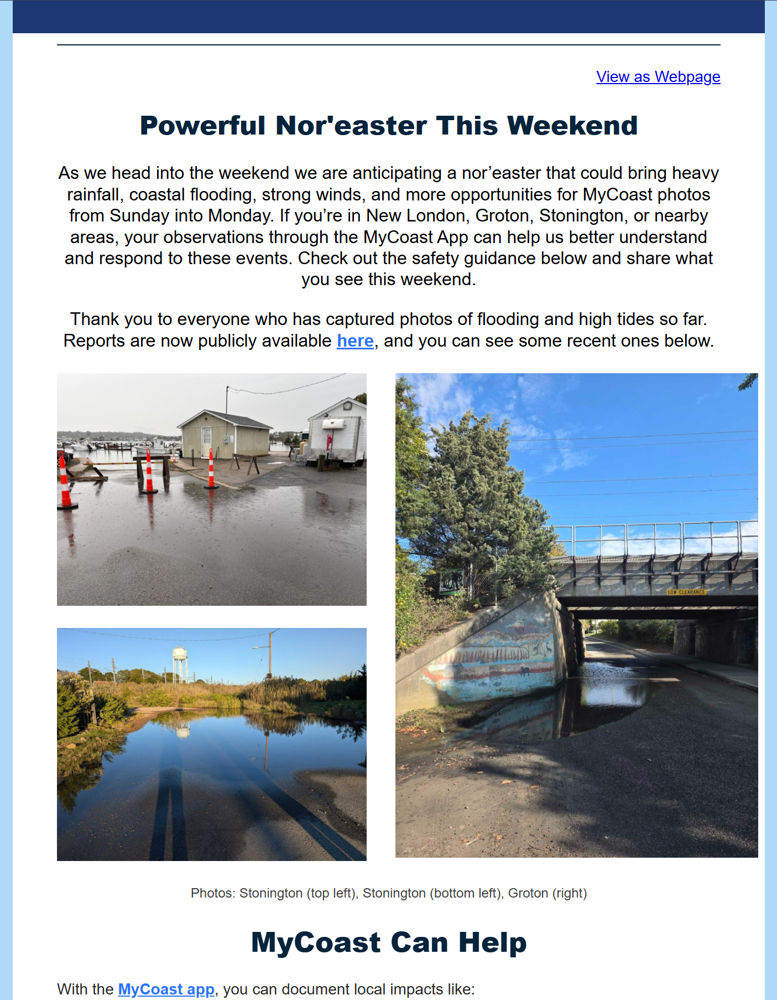 View as Webpage
Powerful Nor'easter This Weekend
As we head into the weekend we are anticipating a nor’easter that could bring heavy
rainfall, coastal flooding, strong winds, and more opportunities for MyCoast photos
from Sunday into Monday. If you’re in New London, Groton, Stonington, or nearby
areas, your observations through the MyCoast App can help us better understand
and respond to these events. Check out the safety guidance below and share what
you see this weekend.
Thank you to everyone who has captured photos of flooding and high tides so far.
Reports are now publicly available here, and you can see some recent ones below.
LOW CLEARANCE
Photos: Stonington (top left), Stonington (bottom left), Groton (right)
MyCoast Can Help
With the MyCoast app, you can document local impacts like: